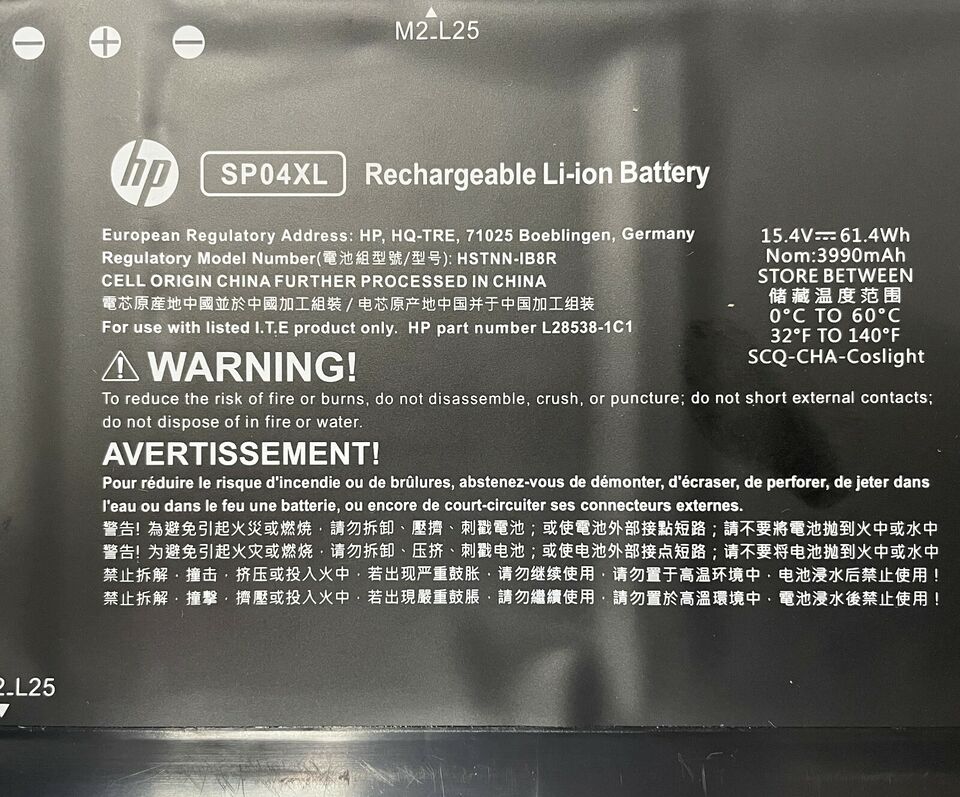 M2-L25
− + −
hp SP04XL Rechargeable Li-ion Battery
European Regulatory Address: HP, HQ-TRE, 71025 Boeblingen, Germany
Regulatory Model Number(電池組型號/型号): HSTNN-IB8R
CELL ORIGIN CHINA FURTHER PROCESSED IN CHINA
電芯原產地中國並於中國加工組裝 / 电芯原产地中国并于中国加工组装
For use with listed I.T.E product only. HP part number L28538-1C1
15.4V⎓61.4Wh
Nom:3990mAh
STORE BETWEEN
储藏温度范围
0°C TO 60°C
32°F TO 140°F
SCQ-CHA-Coslight
WARNING!
To reduce the risk of fire or burns, do not disassemble, crush, or puncture; do not short external contacts;
do not dispose of in fire or water.
AVERTISSEMENT!
Pour réduire le risque d'incendie ou de brûlures, abstenez-vous de démonter, d'écraser, de perforer, de jeter dans
l'eau ou dans le feu une batterie, ou encore de court-circuiter ses connecteurs externes.
警告! 為避免引起火災或燃燒，請勿拆卸、壓擠、刺戳電池；或使電池外部接點短路；請不要將電池拋到火中或水中
警告! 为避免引起火灾或燃烧，请勿拆卸、压挤、刺戳电池；或使电池外部接点短路；请不要将电池抛到火中或水中
禁止拆解，撞击，挤压或投入火中，若出现严重鼓胀，请勿继续使用，请勿置于高温环境中，电池浸水后禁止使用！
禁止拆解，撞擊，擠壓或投入火中，若出現嚴重鼓脹，請勿繼續使用，請勿置於高溫環境中，電池浸水後禁止使用！
2-L25